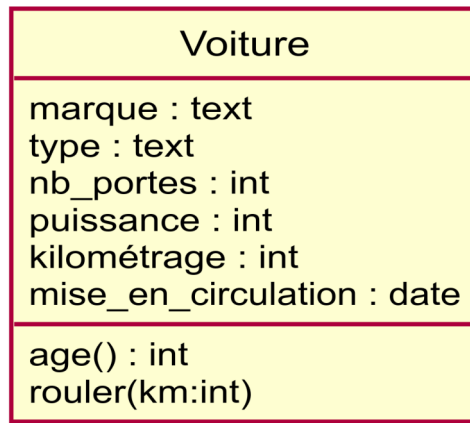 Voiture
marque : text
type : text
nb_portes : int
puissance : int
kilométrage : int
mise_en_circulation : date
age() : int
rouler(km:int)